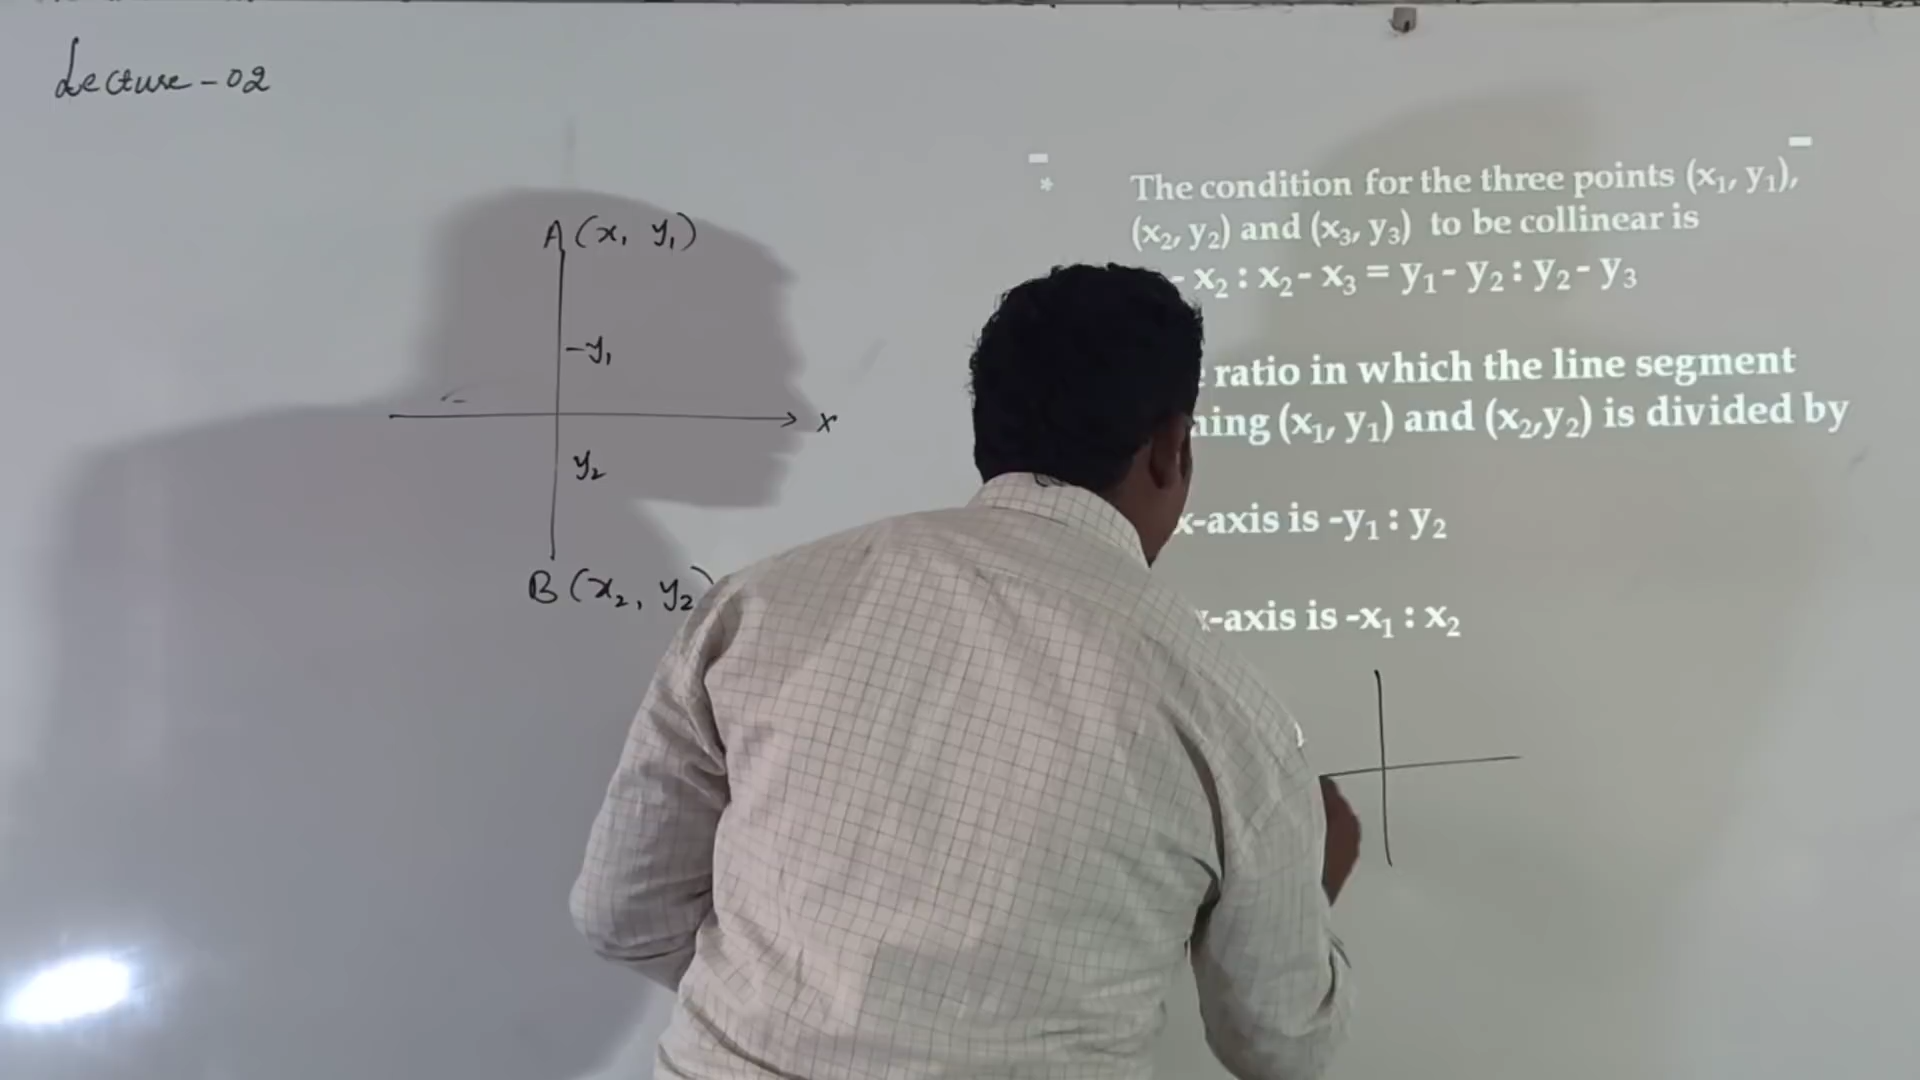 Lecture-02
A (x, y₁)
-y₁
x
y₂
B (x₂, y₂)
* The condition for the three points (x₁, y₁),
(x₂, y₂) and (x₃, y₃) to be collinear is
- x₂ : x₂ - x₃ = y₁ - y₂ : y₂ - y₃
ratio in which the line segment
(x₁, y₁) and (x₂,y₂) is divided by
x-axis is -y₁ : y₂
x-axis is -x₁ : x₂